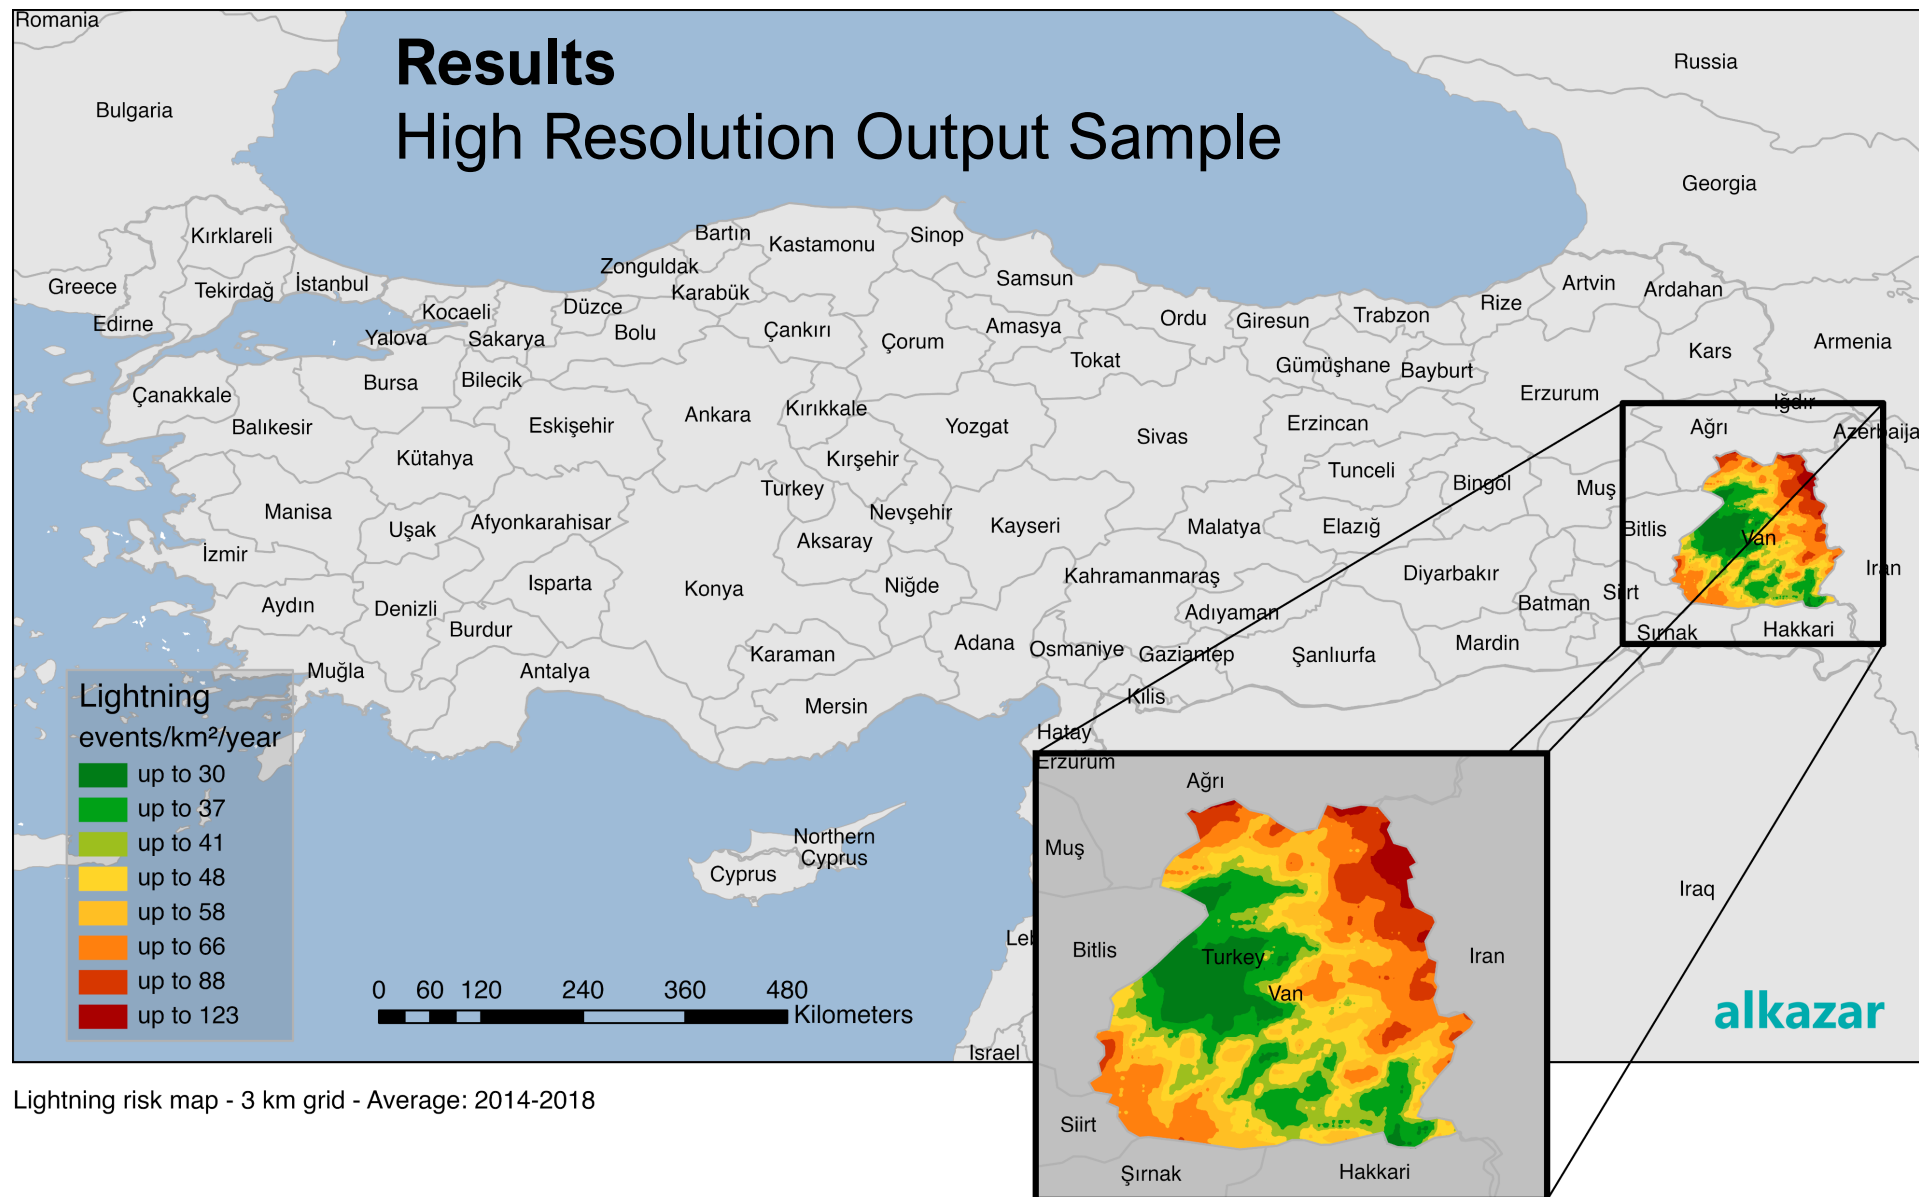 Romania
Results
Russia
Bulgaria
High Resolution Output Sample
Georgia
Kırklareli
Bartın
Kastamonu
Sinop
Zonguldak
Samsun
Greece
Tekirdağ
İstanbul
Karabük
Artvin
Ardahan
Edirne
Kocaeli
Düzce
Rize
Yalova
Sakarya
Bolu
Çankırı
Çorum
Amasya
Ordu
Giresun
Trabzon
Kars
Armenia
Tokat
Gümüşhane
Bayburt
Çanakkale
Bursa
Bilecik
Erzurum
Iğdır
Balıkesir
Eskişehir
Ankara
Kırıkkale
Yozgat
Sivas
Erzincan
Ağrı
Azerbaija
Kütahya
Kırşehir
Tunceli
Bingöl
Muş
Turkey
Manisa
Uşak
Afyonkarahisar
Nevşehir
Kayseri
Malatya
Elazığ
Bitlis
Van
İzmir
Aksaray
Iran
Isparta
Konya
Niğde
Kahramanmaraş
Diyarbakır
Siirt
Aydın
Denizli
Adıyaman
Batman
Burdur
Adana
Osmaniye
Gaziantep
Şanlıurfa
Mardin
Şırnak
Hakkari
Muğla
Antalya
Karaman
Mersin
Kilis
Hatay
Lightning
events/km²/year
up to 30
up to 37
up to 41
up to 48
up to 58
up to 66
up to 88
up to 123
Northern
Cyprus
Cyprus
0 60 120 240 360 480
Kilometers
Leb
Israel
Iraq
Erzurum
Ağrı
Muş
Bitlis
Turkey
Iran
Van
Siirt
Şırnak
Hakkari
alkazar
Lightning risk map - 3 km grid - Average: 2014-2018